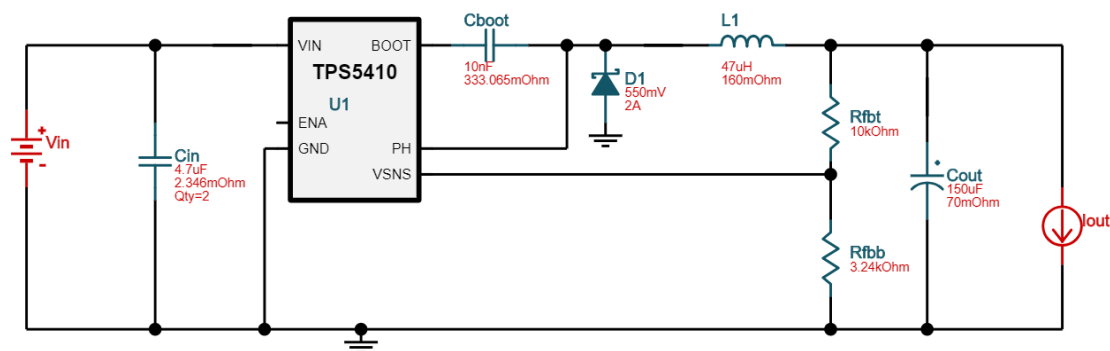 Cboot
10nF
333.065mOhm
L1
47uH
160mOhm
VIN
BOOT
TPS5410
U1
ENA
GND
PH
VSNS
D1
550mV
2A
Vin
+
-
Cin
4.7uF
2.346mOhm
Qty=2
Rfbt
10kOhm
Cout
150uF
70mOhm
Iout
Rfbb
3.24kOhm